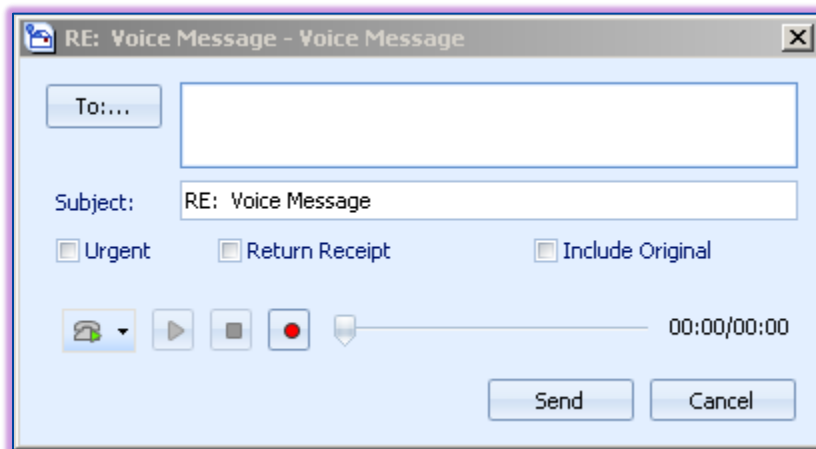 RE: Voice Message - Voice Message
To:...
Subject: RE: Voice Message
Urgent Return Receipt Include Original
00:00/00:00
Send Cancel